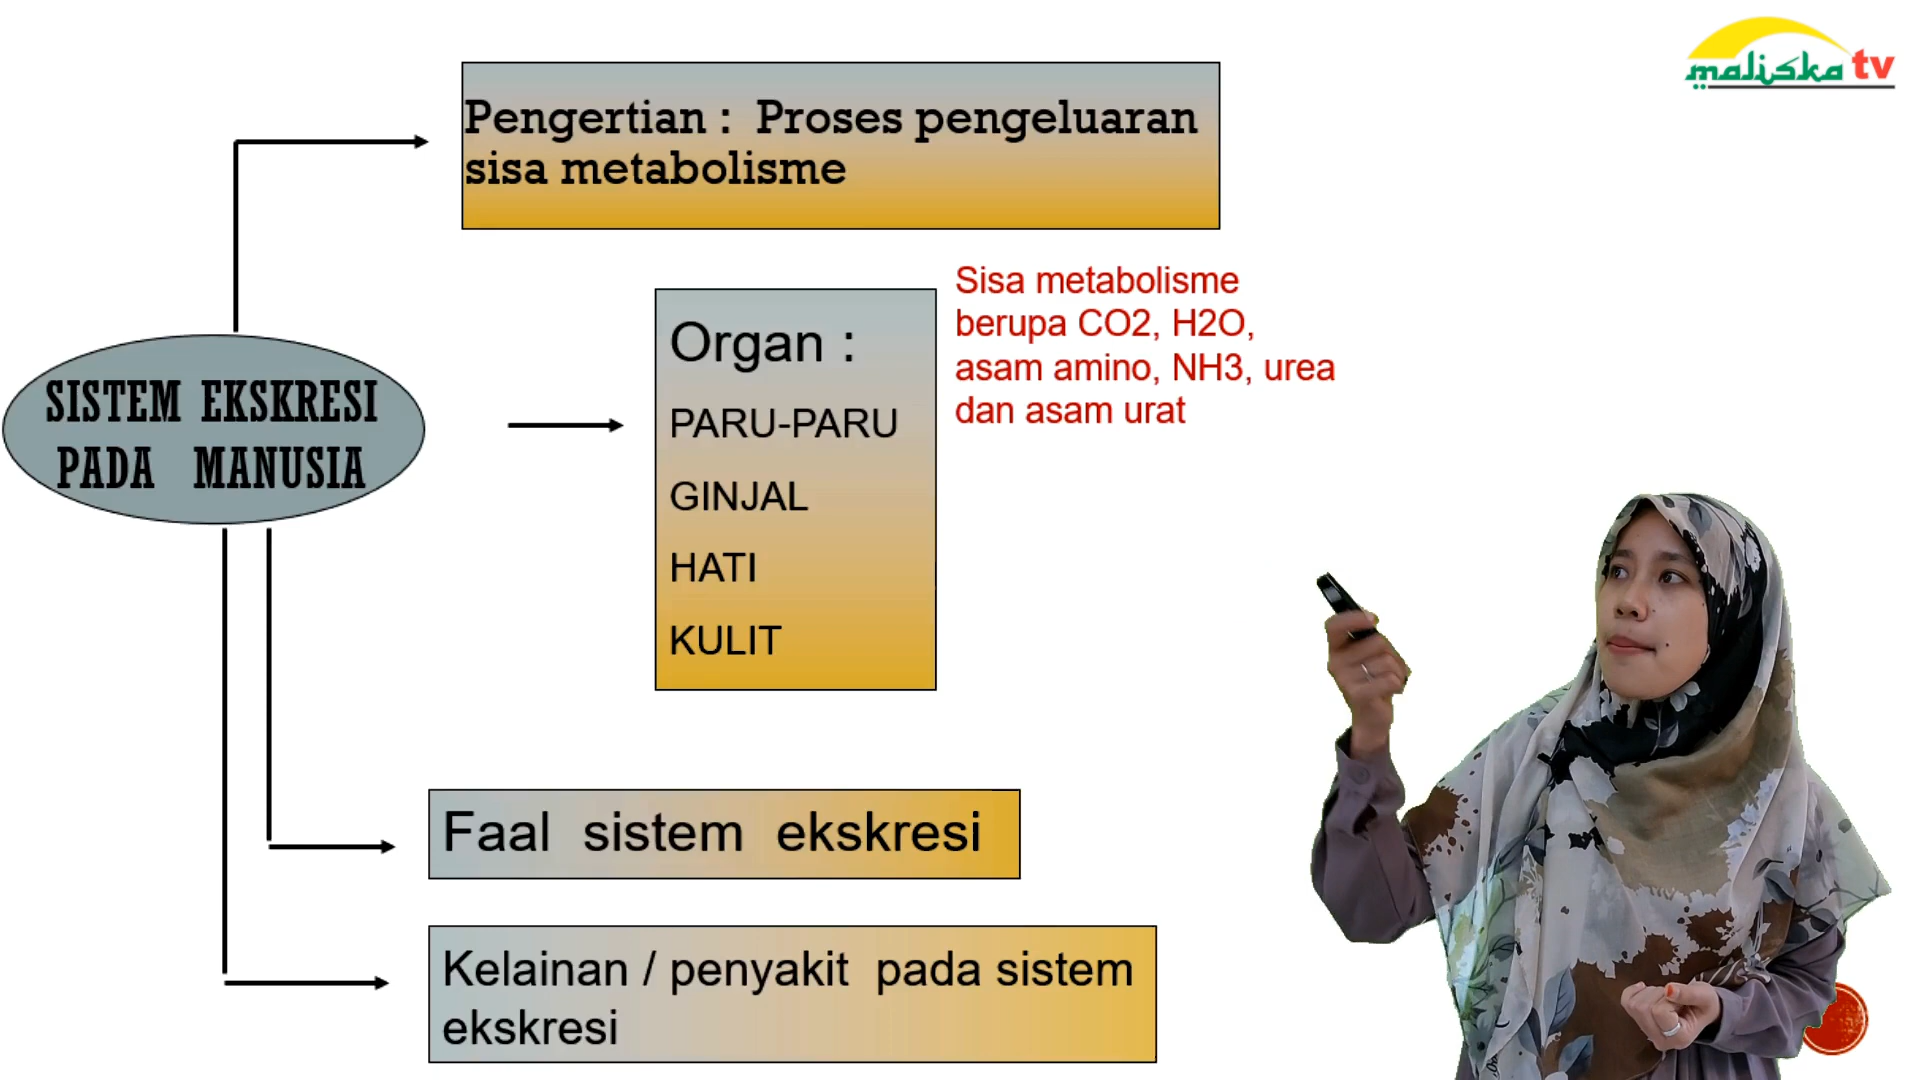 maliska tv
Pengertian : Proses pengeluaran
sisa metabolisme
SISTEM EKSKRESI
PADA MANUSIA
Organ :
PARU-PARU
GINJAL
HATI
KULIT
Sisa metabolisme
berupa CO2, H2O,
asam amino, NH3, urea
dan asam urat
Faal sistem ekskresi
Kelainan / penyakit pada sistem
ekskresi